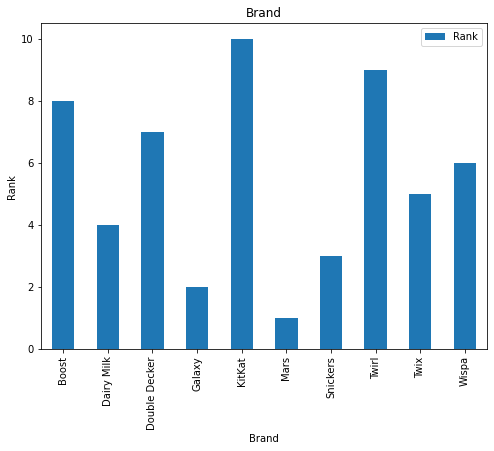 Brand
Rank
10
8
6
4
2
0
Rank
Boost
Dairy Milk
Double Decker
Galaxy
KitKat
Mars
Snickers
Twirl
Twix
Wispa
Brand